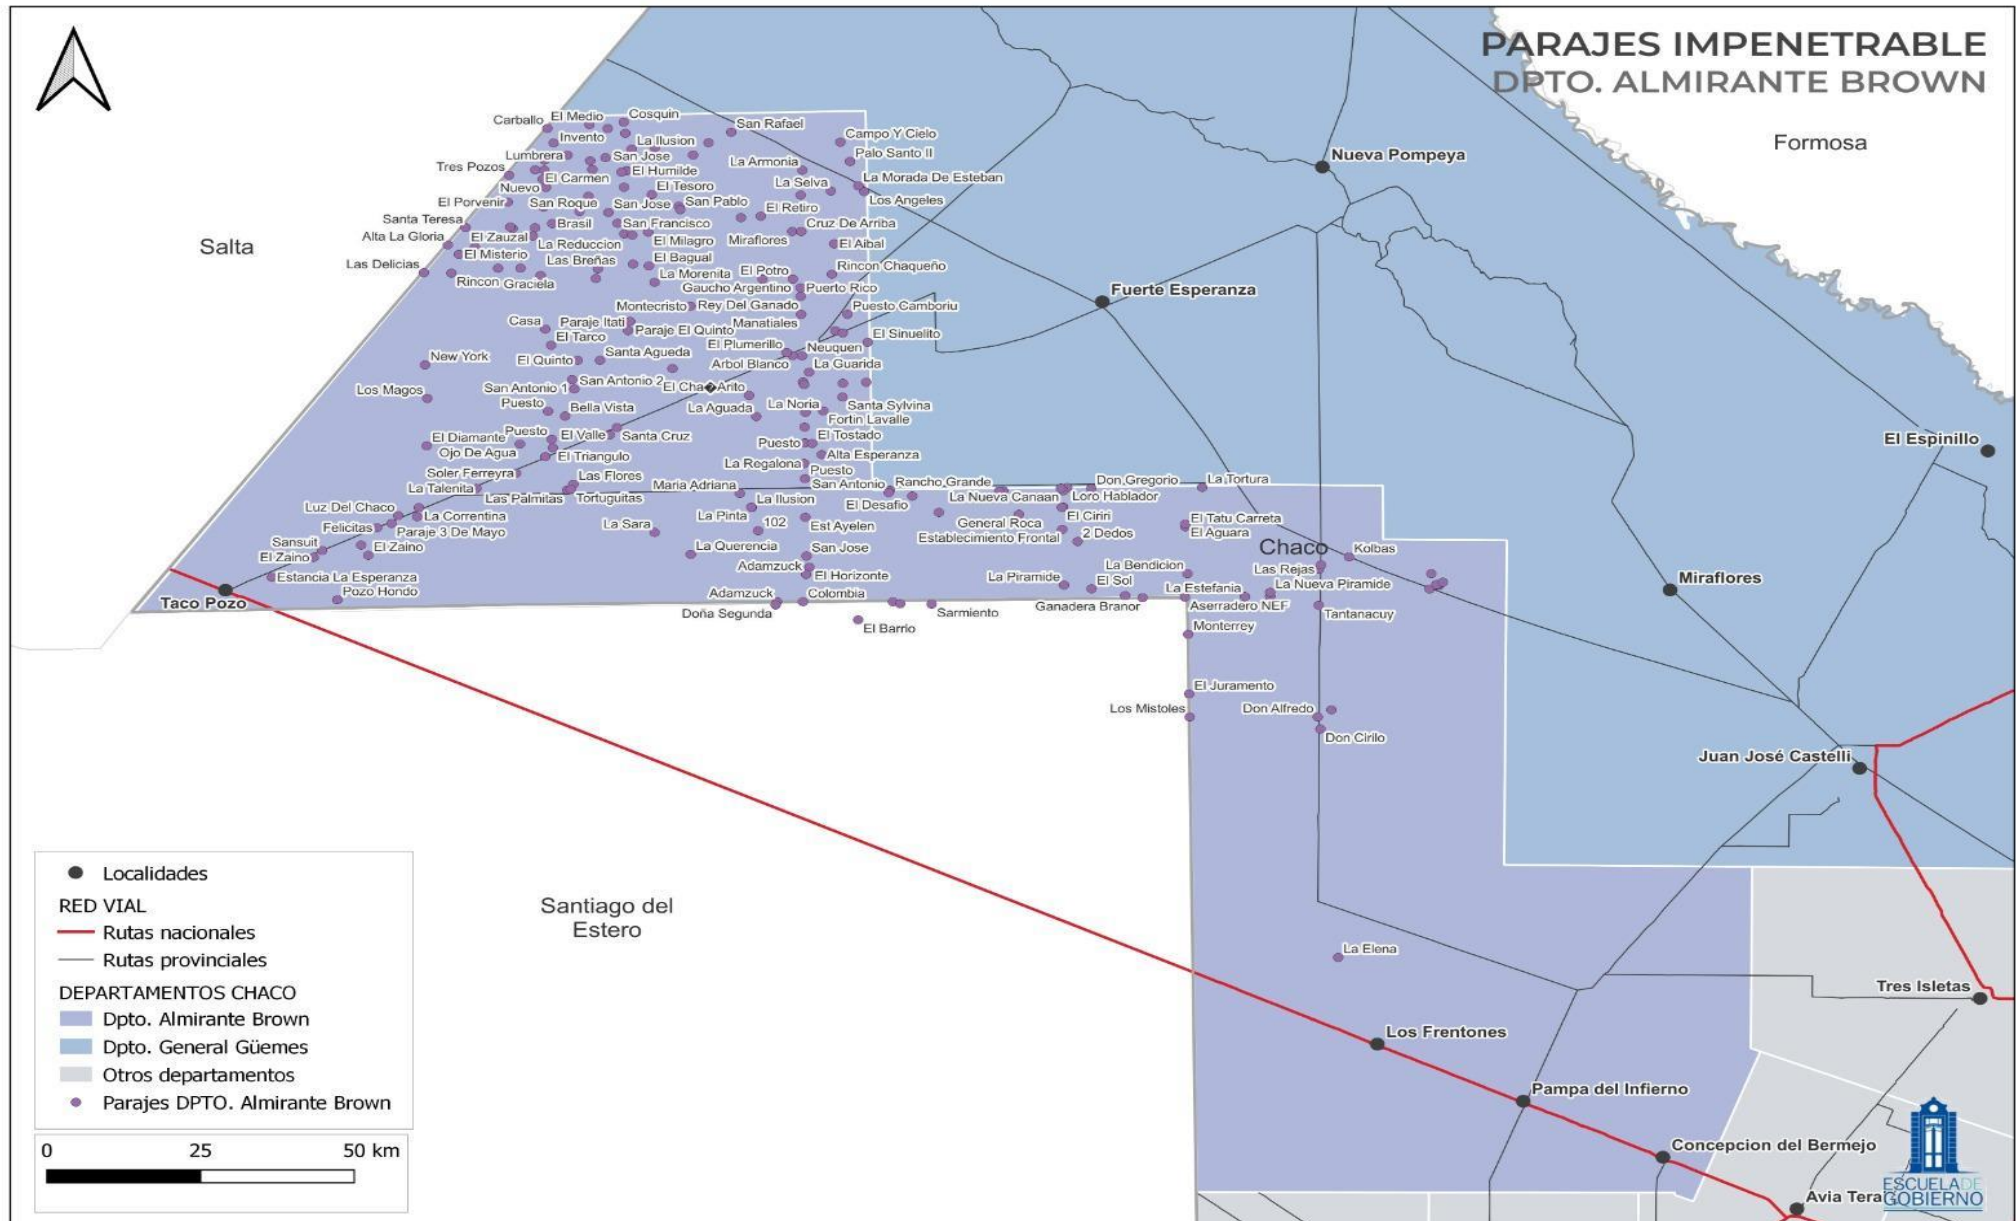 PARAJES IMPENETRABLE
DPTO. ALMIRANTE BROWN
Formosa
Salta
Chaco
Santiago del
Estero
Carballo
El Medio
Cosquin
San Rafael
Campo Y Cielo
Invento
La Ilusion
Lumbrera
San Jose
La Armonia
Palo Santo II
Tres Pozos
El Carmen
El Humilde
La Selva
La Morada De Esteban
Nuevo
El Tesoro
Los Angeles
El Porvenir
San Roque
San Jose
San Pablo
El Retiro
Santa Teresa
Brasil
San Francisco
Cruz De Arriba
Alta La Gloria
El Zauzal
La Reduccion
El Milagro
Miraflores
El Aibal
El Misterio
Las Breñas
El Bagual
Las Delicias
Rincon
Graciela
La Morenita
El Potro
Rincon Chaqueño
Gaucho Argentino
Puerto Rico
Montecristo
Rey Del Ganado
Puesto Camboriu
Casa
Paraje Itati
Paraje El Quinto
Manatiales
El Sinuelito
El Tarco
El Plumerillo
Neuquen
New York
El Quinto
Santa Agueda
Arbol Blanco
La Guarida
Los Magos
San Antonio 1
San Antonio 2
El Cha�Arito
Puesto
Bella Vista
La Aguada
La Noria
Santa Sylvina
Fortin Lavalle
El Diamante
Puesto
El Valle
Santa Cruz
Puesto
El Tostado
Ojo De Agua
El Triangulo
Alta Esperanza
Soler Ferreyra
La Regalona
Puesto
La Talenita
Las Flores
Maria Adriana
San Antonio
Rancho Grande
Don Gregorio
La Tortura
Las Palmitas
Tortuguitas
La Ilusion
El Desafio
La Nueva Canaan
Loro Hablador
Luz Del Chaco
La Correntina
La Pinta
El Ciriri
Felicitas
Paraje 3 De Mayo
La Sara
102
Est Ayelen
General Roca
El Tatu Carreta
Establecimiento Frontal
2 Dedos
El Aguara
Sansuit
El Zaino
El Zaino
La Querencia
San Jose
Kolbas
Adamzuck
La Bendicion
Las Rejas
Estancia La Esperanza
El Horizonte
La Piramide
El Sol
La Nueva Piramide
Pozo Hondo
Adamzuck
Colombia
La Estefania
Doña Segunda
Sarmiento
Ganadera Branor
Aserradero NEF
Tantanacuy
El Barrio
Monterrey
El Juramento
Los Mistoles
Don Alfredo
Don Cirilo
La Elena
Nueva Pompeya
Fuerte Esperanza
El Espinillo
Miraflores
Taco Pozo
Juan José Castelli
Tres Isletas
Los Frentones
Pampa del Infierno
Concepcion del Bermejo
Avia Tera
Localidades
RED VIAL
Rutas nacionales
Rutas provinciales
DEPARTAMENTOS CHACO
Dpto. Almirante Brown
Dpto. General Güemes
Otros departamentos
Parajes DPTO. Almirante Brown
0 25 50 km
ESCUELA DE
GOBIERNO